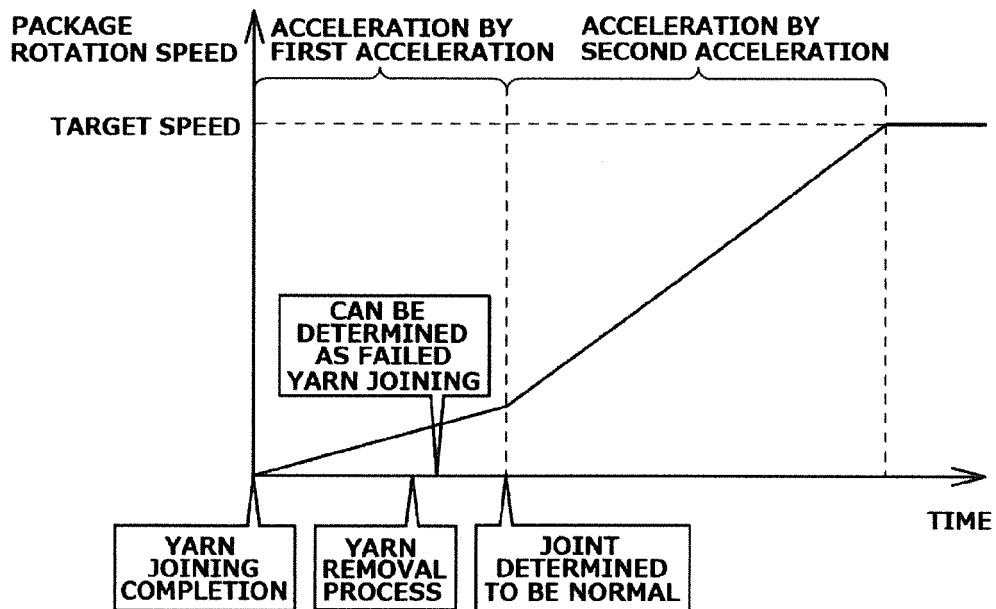 PACKAGE
ROTATION SPEED
ACCELERATION BY
FIRST ACCELERATION
ACCELERATION BY
SECOND ACCELERATION
TARGET SPEED
CAN BE
DETERMINED
AS FAILED
YARN JOINING
TIME
YARN
JOINING
COMPLETION
YARN
REMOVAL
PROCESS
JOINT
DETERMINED
TO BE NORMAL